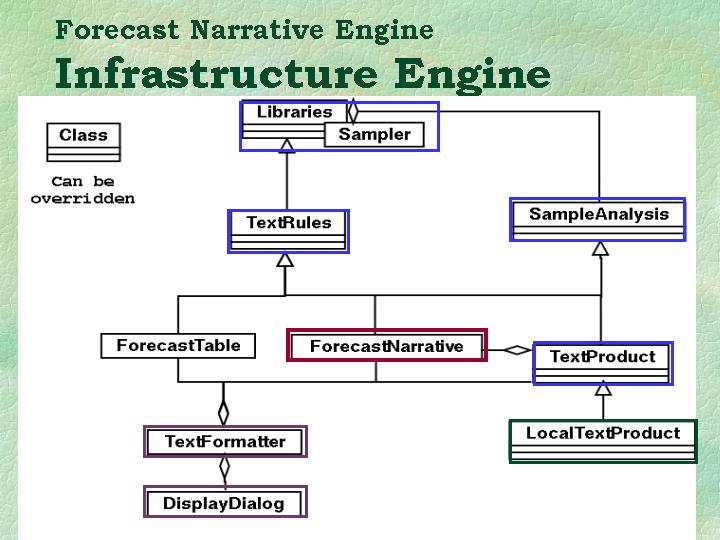 Forecast Narrative Engine
Infrastructure Engine
Libraries
Sampler
Class
Can be
overridden
TextRules
SampleAnalysis
ForecastTable
ForecastNarrative
TextProduct
TextFormatter
LocalTextProduct
DisplayDialog